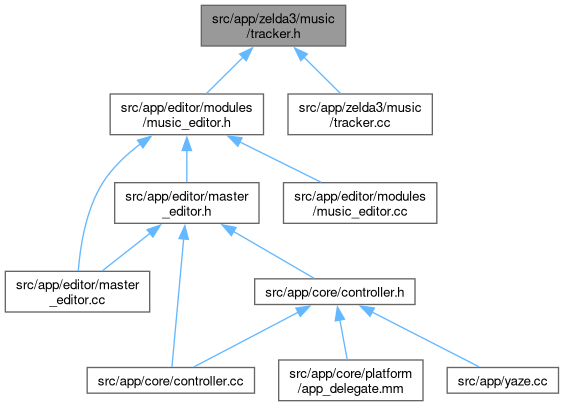 src/app/zelda3/music
/tracker.h
src/app/editor/modules
/music_editor.h
src/app/zelda3/music
/tracker.cc
src/app/editor/master
_editor.h
src/app/editor/modules
/music_editor.cc
src/app/editor/master
_editor.cc
src/app/core/controller.h
src/app/core/controller.cc
src/app/core/platform
/app_delegate.mm
src/app/yaze.cc